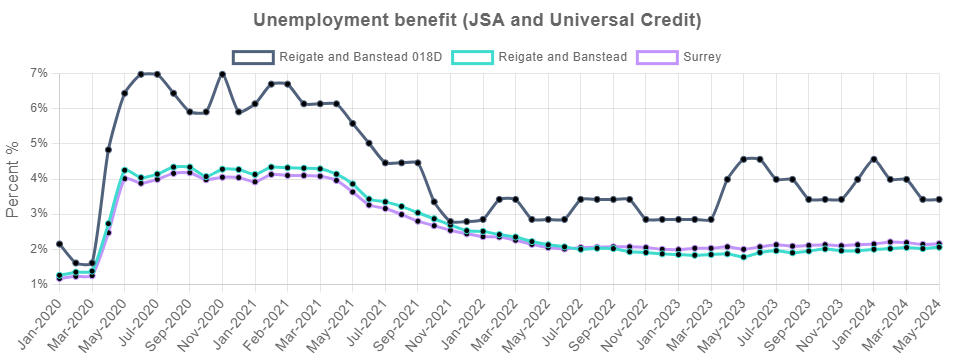 Unemployment benefit (JSA and Universal Credit)
Reigate and Banstead 018D Reigate and Banstead Surrey
Percent %
7%
6%
5%
4%
3%
2%
1%
Jan-2020 Mar-2020 May-2020 Jul-2020 Sep-2020 Nov-2020 Jan-2021 Feb-2021 Mar-2021 May-2021 Jul-2021 Sep-2021 Nov-2021 Jan-2022 Mar-2022 May-2022 Jul-2022 Sep-2022 Nov-2022 Jan-2023 Mar-2023 May-2023 Jul-2023 Sep-2023 Nov-2023 Jan-2024 Mar-2024 May-2024